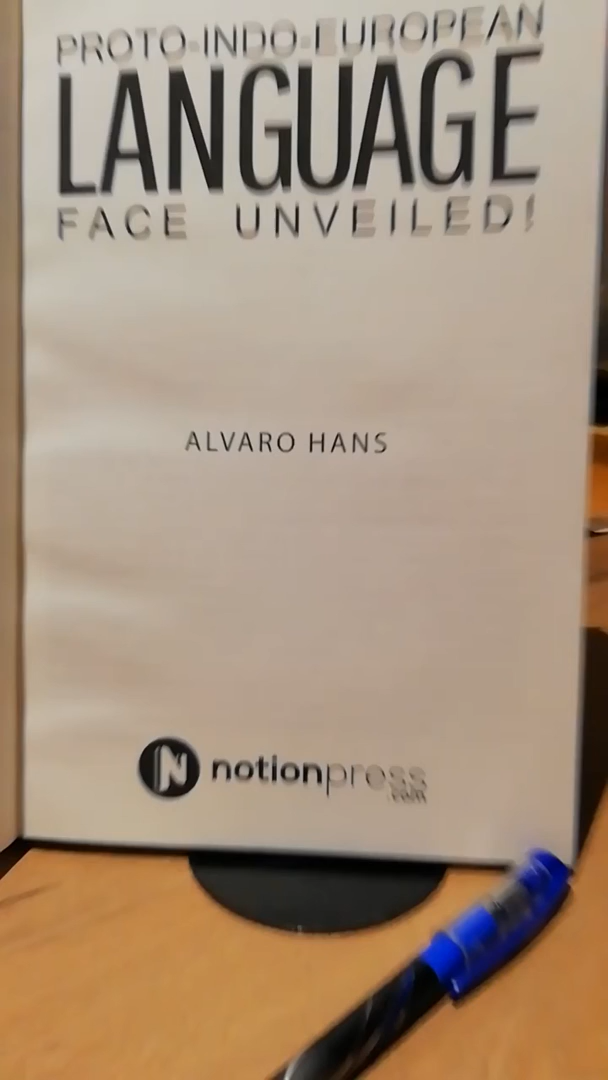 PROTO-INDO-EUROPEAN
LANGUAGE
FACE UNVEILED!
ALVARO HANS
N notionpress
.com